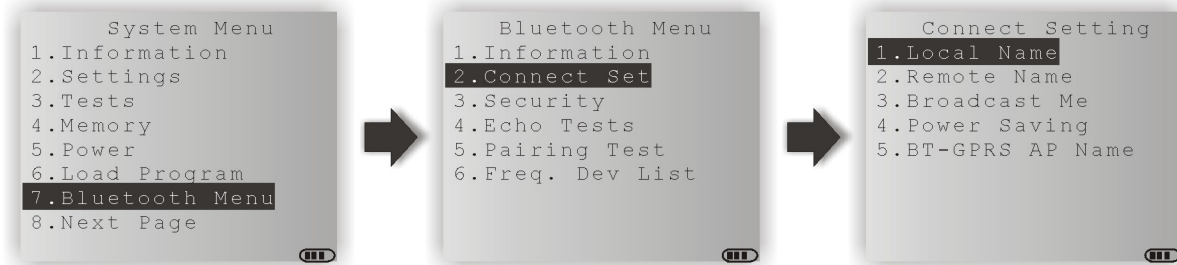 System Menu
1.Information
2.Settings
3.Tests
4.Memory
5.Power
6.Load Program
7.Bluetooth Menu
8.Next Page
Bluetooth Menu
1.Information
2.Connect Set
3.Security
4.Echo Tests
5.Pairing Test
6.Freq. Dev List
Connect Setting
1.Local Name
2.Remote Name
3.Broadcast Me
4.Power Saving
5.BT-GPRS AP Name